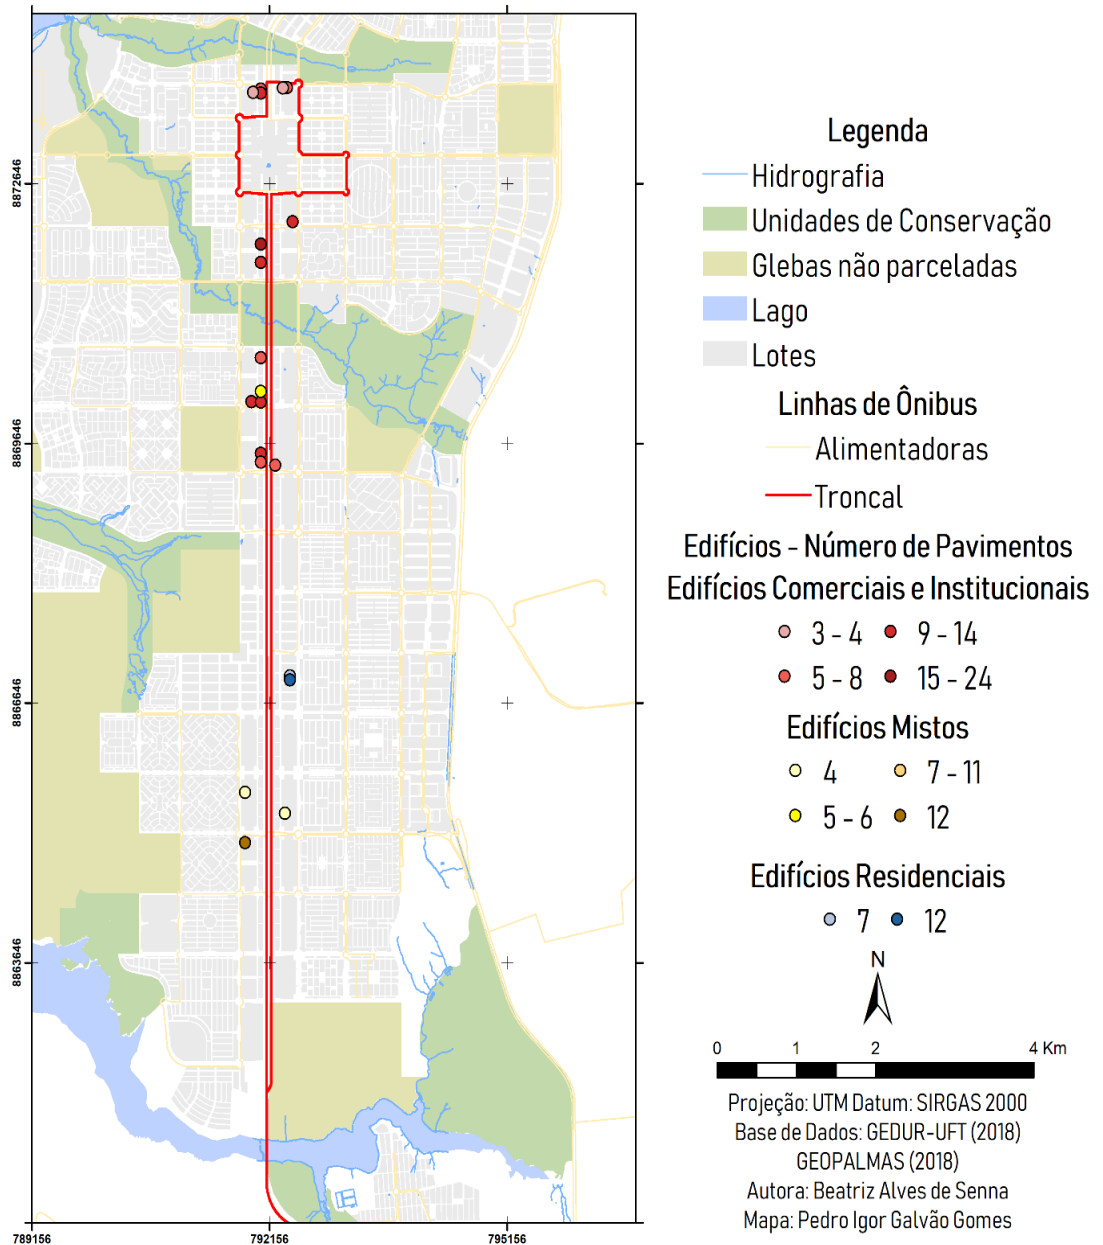 8872646
8869646
8866646
8863646
789156
792156
795156
Legenda
Hidrografia
Unidades de Conservação
Glebas não parceladas
Lago
Lotes
Linhas de Ônibus
Alimentadoras
Troncal
Edifícios - Número de Pavimentos
Edifícios Comerciais e Institucionais
3 - 4 9 - 14
5 - 8 15 - 24
Edifícios Mistos
4 7 - 11
5 - 6 12
Edifícios Residenciais
7 12
N
0 1 2 4 Km
Projeção: UTM Datum: SIRGAS 2000
Base de Dados: GEDUR-UFT (2018)
GEOPALMAS (2018)
Autora: Beatriz Alves de Senna
Mapa: Pedro Igor Galvão Gomes